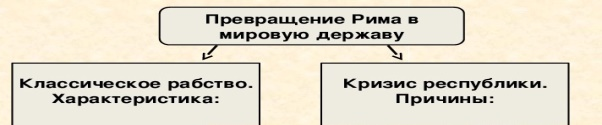 Превращение Рима в
мировую державу
Классическое рабство.
Характеристика:
Кризис республики.
Причины: